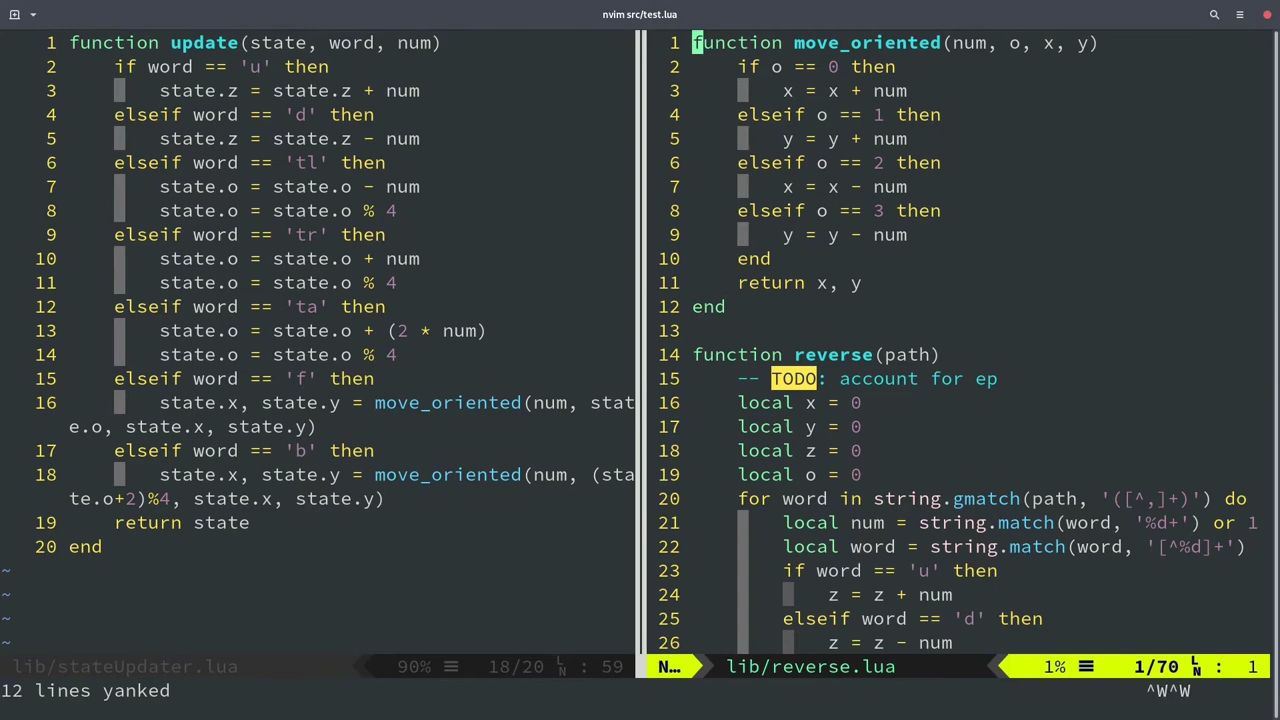 nvim src/test.lua
1 function update(state, word, num)
2 if word == 'u' then
3 state.z = state.z + num
4 elseif word == 'd' then
5 state.z = state.z - num
6 elseif word == 'tl' then
7 state.o = state.o - num
8 state.o = state.o % 4
9 elseif word == 'tr' then
10 state.o = state.o + num
11 state.o = state.o % 4
12 elseif word == 'ta' then
13 state.o = state.o + (2 * num)
14 state.o = state.o % 4
15 elseif word == 'f' then
16 state.x, state.y = move_oriented(num, stat
e.o, state.x, state.y)
17 elseif word == 'b' then
18 state.x, state.y = move_oriented(num, (sta
te.o+2)%4, state.x, state.y)
19 return state
20 end
~
~
~
~
lib/stateUpdater.lua 90% ☰ 18/20 LN : 59
1 function move_oriented(num, o, x, y)
2 if o == 0 then
3 x = x + num
4 elseif o == 1 then
5 y = y + num
6 elseif o == 2 then
7 x = x - num
8 elseif o == 3 then
9 y = y - num
10 end
11 return x, y
12 end
13
14 function reverse(path)
15 -- TODO: account for ep
16 local x = 0
17 local y = 0
18 local z = 0
19 local o = 0
20 for word in string.gmatch(path, '([^,]+)') do
21 local num = string.match(word, '%d+') or 1
22 local word = string.match(word, '[^%d]+')
23 if word == 'u' then
24 z = z + num
25 elseif word == 'd' then
26 z = z - num
N… lib/reverse.lua 1% ☰ 1/70 LN : 1
12 lines yanked ^W^W